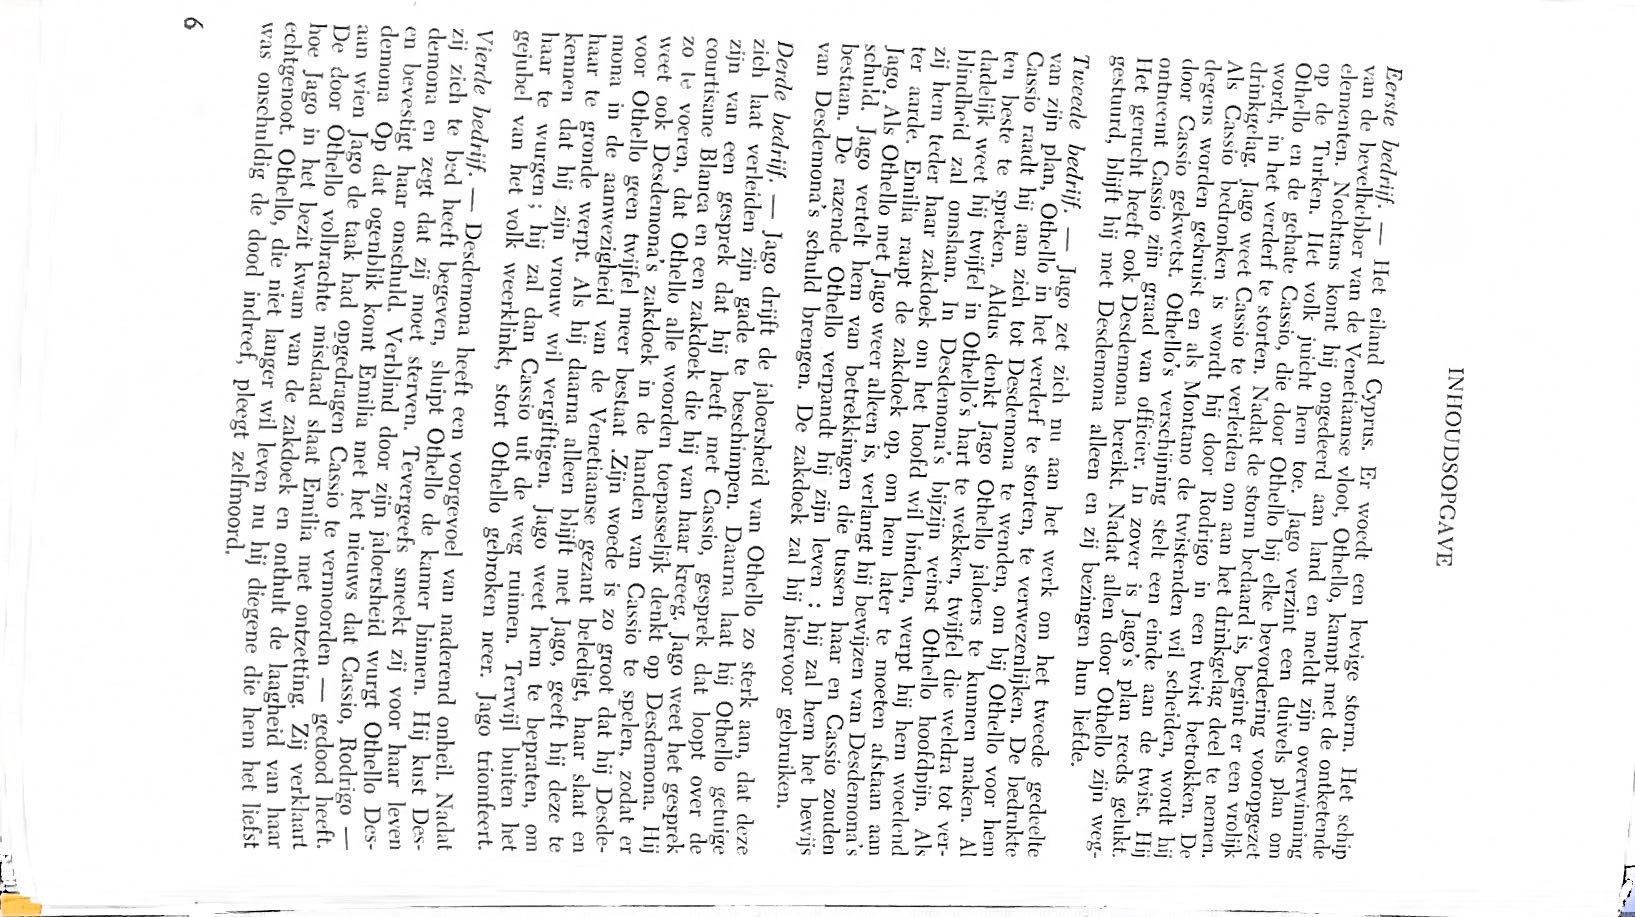 INHOUDSOPGAVE
Eerste bedrijf. — Het eiland Cyprus. Er woedt een hevige storm. Het schip
van de bevelhebber van de Venetiaanse vloot, Othello, kampt met de ontketende
elementen. Nochtans komt hij ongedeerd aan land en meldt zijn overwinning
op de Turken. Het volk juicht hem toe. Jago verzint een duivels plan om
Othello en de gehate Cassio, die door Othello bij elke bevordering vooropgezet
wordt, in het verderf te storten. Nadat de storm bedaard is, begint er een vrolijk
drinkgelag. Jago weet Cassio te verleiden om aan het drinkgelag deel te nemen.
Als Cassio bedronken is wordt hij door Rodrigo in een twist betrokken. De
degens worden gekruist en als Montano de twistenden wil scheiden, wordt hij
door Cassio gekwetst. Othello's verschijning stelt een einde aan de twist. Hij
ontneemt Cassio zijn graad van officier. In zover is Jago's plan reeds gelukt.
Het gerucht heeft ook Desdemona bereikt. Nadat allen door Othello zijn weg-
gestuurd, blijft hij met Desdemona alleen en zij bezingen hun liefde.
Tweede bedrijf. — Jago zet zich nu aan het werk om het tweede gedeelte
van zijn plan, Othello in het verderf te storten, te verwezenlijken. De bedrukte
Cassio raadt hij aan zich tot Desdemona te wenden, om bij Othello voor hem
ten beste te spreken. Aldus denkt Jago Othello jaloers te kunnen maken. Al
dadelijk weet hij twijfel in Othello's hart te wekken, twijfel die weldra tot ver-
blindheid zal omslaan. In Desdemona's bijzijn veinst Othello hoofdpijn. Als
zij hem teder haar zakdoek om het hoofd wil binden, werpt hij hem woedend
ter aarde. Emilia raapt de zakdoek op, om hem later te moeten afstaan aan
Jago. Als Othello met Jago weer alleen is, verlangt hij bewijzen van Desdemona's
schuld. Jago vertelt hem van betrekkingen die tussen haar en Cassio zouden
bestaan. De razende Othello verpandt hij zijn leven : hij zal hem het bewijs
van Desdemona's schuld brengen. De zakdoek zal hij hiervoor gebruiken.
Derde bedrijf. — Jago drijft de jaloersheid van Othello zo sterk aan, dat deze
zich laat verleiden zijn gade te beschimpen. Daarna laat hij Othello getuige
zijn van een gesprek dat hij heeft met Cassio, gesprek dat loopt over de
courtisane Blanca en een zakdoek die hij van haar kreeg. Jago weet het gesprek
zo te voeren, dat Othello alle woorden toepasselijk denkt op Desdemona. Hij
weet ook Desdemona's zakdoek in de handen van Cassio te spelen, zodat er
voor Othello geen twijfel meer bestaat .Zijn woede is zo groot dat hij Desde-
mona in de aanwezigheid van de Venetiaanse gezant beledigt, haar slaat en
haar te gronde werpt. Als hij daarna alleen blijft met Jago, geeft hij deze te
kennen dat hij zijn vrouw wil vergiftigen. Jago weet hem te bepraten, om
haar te wurgen ; hij zal dan Cassio uit de weg ruimen. Terwijl buiten het
gejubel van het volk weerklinkt, stort Othello gebroken neer. Jago triomfeert.
Vierde bedrijf. — Desdemona heeft een voorgevoel van naderend onheil. Nadat
zij zich te bed heeft begeven, sluipt Othello de kamer binnen. Hij kust Des-
demona en zegt dat zij moet sterven. Tevergeefs smeekt zij voor haar leven
en bevestigt haar onschuld. Verblind door zijn jaloersheid wurgt Othello Des-
demona Op dat ogenblik komt Emilia met het nieuws dat Cassio, Rodrigo —
aan wien Jago de taak had opgedragen Cassio te vermoorden — gedood heeft.
De door Othello volbrachte misdaad slaat Emilia met ontzetting. Zij verklaart
hoe Jago in het bezit kwam van de zakdoek en onthult de laagheid van haar
echtgenoot. Othello, die niet langer wil leven nu hij diegene die hem het liefst
was onschuldig de dood indreef, pleegt zelfmoord.
6